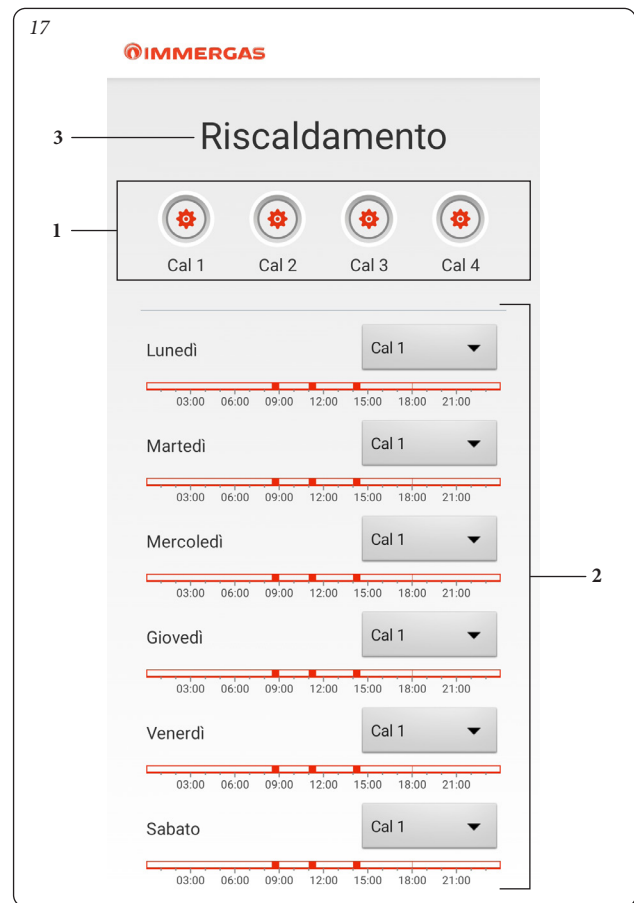 17
IMMERGAS
3 Riscaldamento
1
Cal 1 Cal 2 Cal 3 Cal 4
Lunedì Cal 1
03:00 06:00 09:00 12:00 15:00 18:00 21:00
Martedì Cal 1
03:00 06:00 09:00 12:00 15:00 18:00 21:00
Mercoledì Cal 1
2
03:00 06:00 09:00 12:00 15:00 18:00 21:00
Giovedì Cal 1
03:00 06:00 09:00 12:00 15:00 18:00 21:00
Venerdì Cal 1
03:00 06:00 09:00 12:00 15:00 18:00 21:00
Sabato Cal 1
03:00 06:00 09:00 12:00 15:00 18:00 21:00